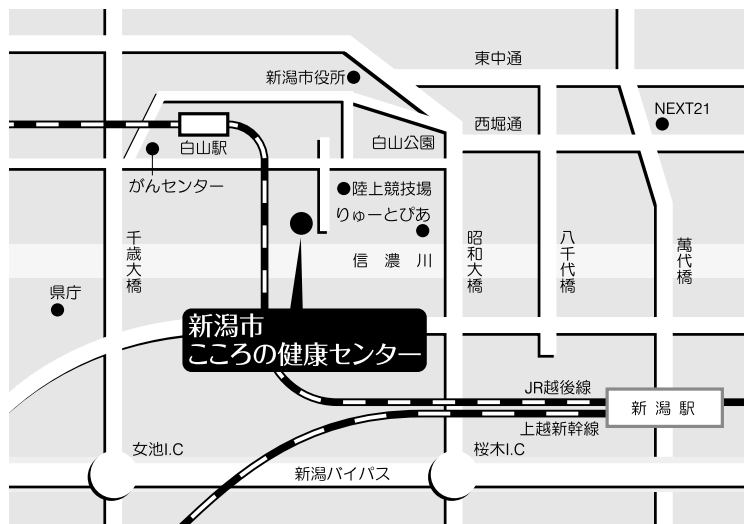 東中通
新潟市役所
NEXT21
西堀通
白山公園
白山駅
がんセンター
陸上競技場
りゅーとぴあ
千歳大橋
昭和大橋
八千代橋
萬代橋
信濃川
県庁
新潟市
こころの健康センター
JR越後線
新潟駅
上越新幹線
女池I.C
桜木I.C
新潟バイパス